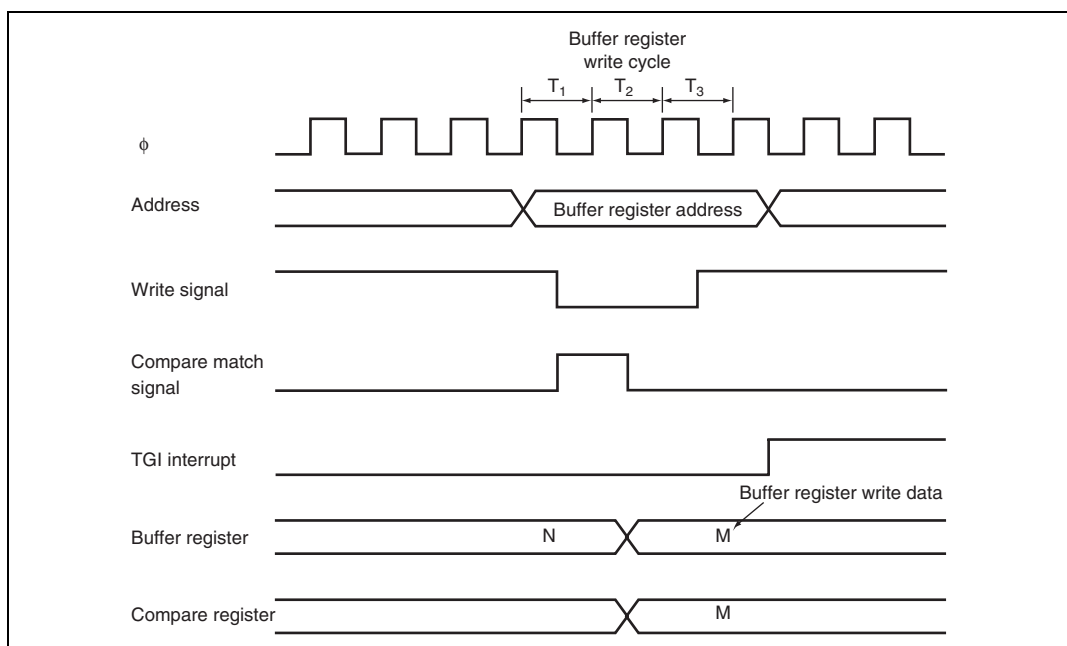 Buffer register
write cycle
T₁ T₂ T₃
ϕ
Address
Buffer register address
Write signal
Compare match
signal
TGI interrupt
Buffer register write data
Buffer register
N
M
Compare register
M